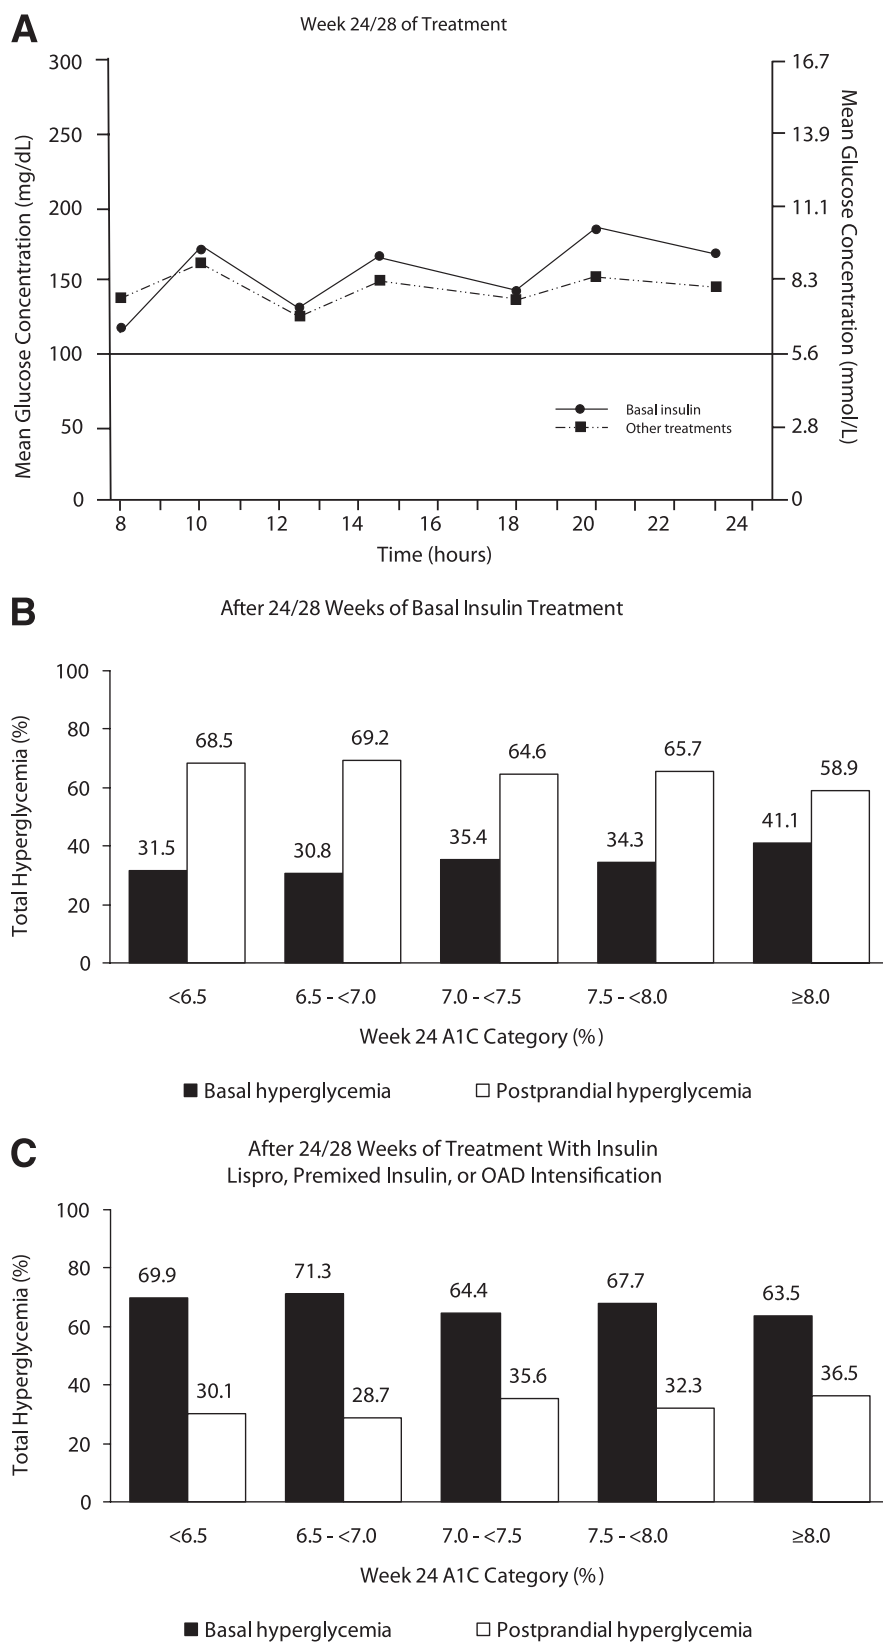 A
Week 24/28 of Treatment
Mean Glucose Concentration (mg/dL)
300
250
200
150
100
50
0
16.7
13.9
11.1
8.3
5.6
2.8
0
Mean Glucose Concentration (mmol/L)
Basal insulin
Other treatments
8 10 12 14 16 18 20 22 24
Time (hours)
B
After 24/28 Weeks of Basal Insulin Treatment
Total Hyperglycemia (%)
100
80
60
40
20
0
31.5 68.5 30.8 69.2 35.4 64.6 34.3 65.7 41.1 58.9
<6.5 6.5 - <7.0 7.0 - <7.5 7.5 - <8.0 ≥8.0
Week 24 A1C Category (%)
Basal hyperglycemia Postprandial hyperglycemia
C
After 24/28 Weeks of Treatment With Insulin
Lispro, Premixed Insulin, or OAD Intensification
Total Hyperglycemia (%)
100
80
60
40
20
0
69.9 30.1 71.3 28.7 64.4 35.6 67.7 32.3 63.5 36.5
<6.5 6.5 - <7.0 7.0 - <7.5 7.5 - <8.0 ≥8.0
Week 24 A1C Category (%)
Basal hyperglycemia Postprandial hyperglycemia